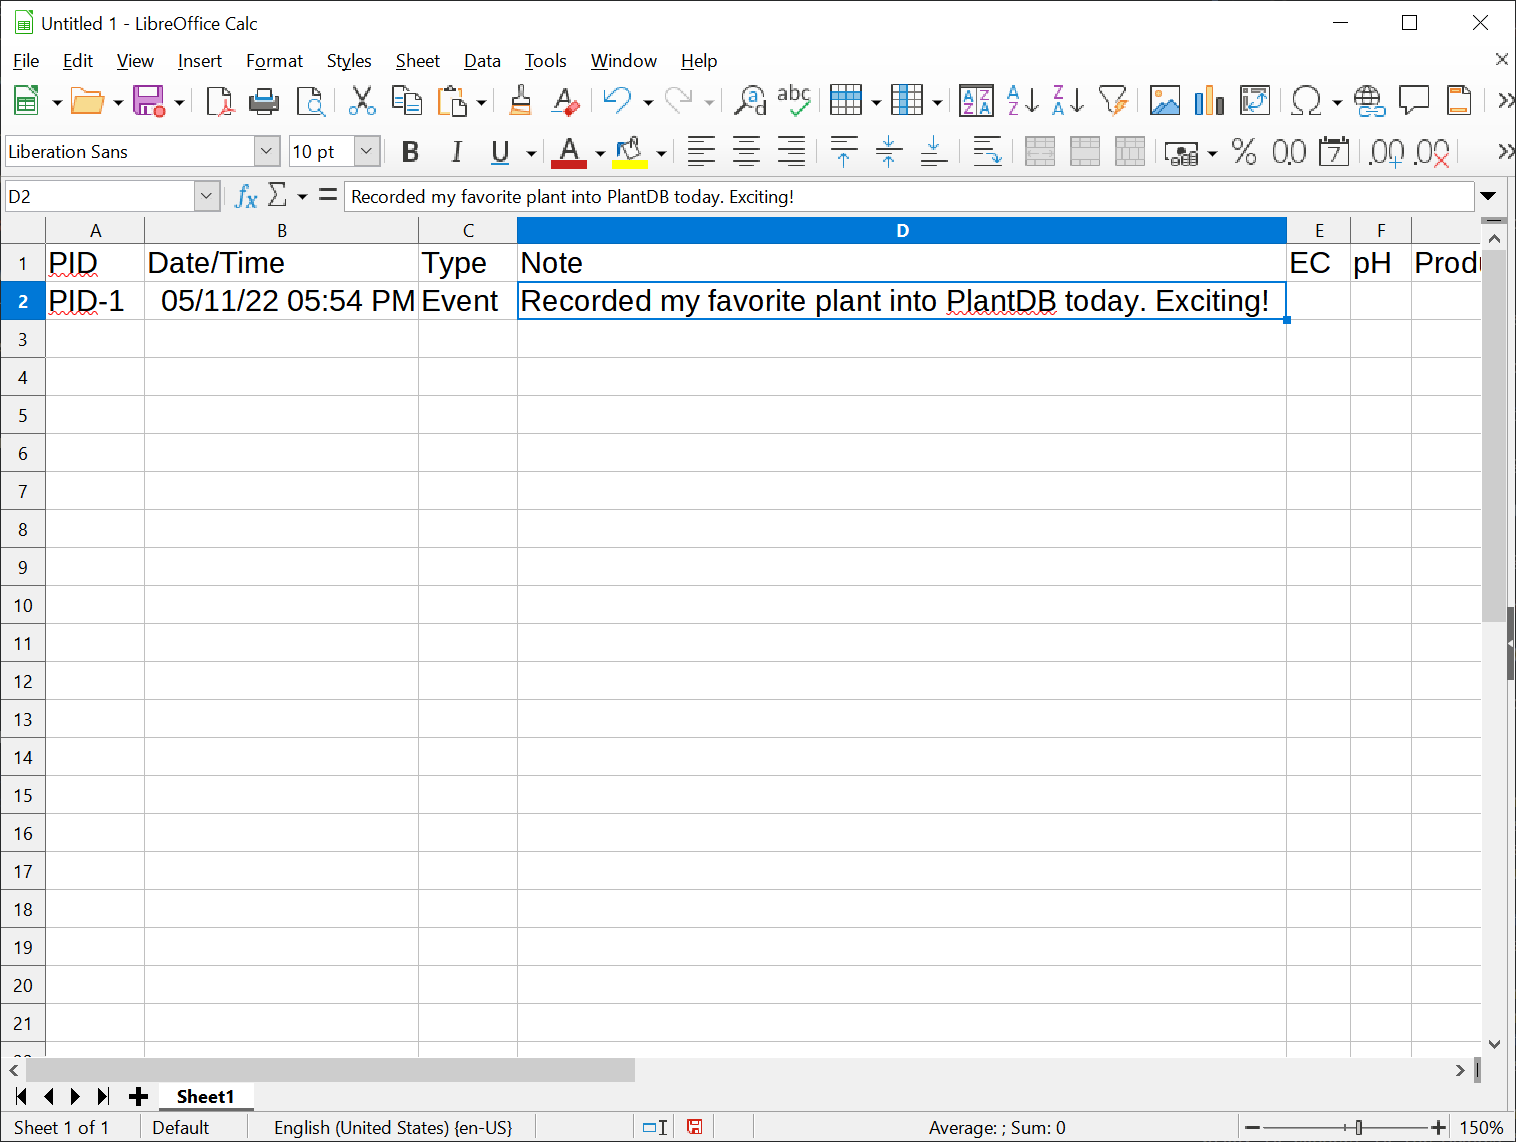 Untitled 1 - LibreOffice Calc
File Edit View Insert Format Styles Sheet Data Tools Window Help
Liberation Sans 10 pt
D2 Recorded my favorite plant into PlantDB today. Exciting!
A B C D E F
1 PID Date/Time Type Note EC pH Produ
2 PID-1 05/11/22 05:54 PM Event Recorded my favorite plant into PlantDB today. Exciting!
3
4
5
6
7
8
9
10
11
12
13
14
15
16
17
18
19
20
21
Sheet1
Sheet 1 of 1 Default English (United States) {en-US} Average: ; Sum: 0 150%